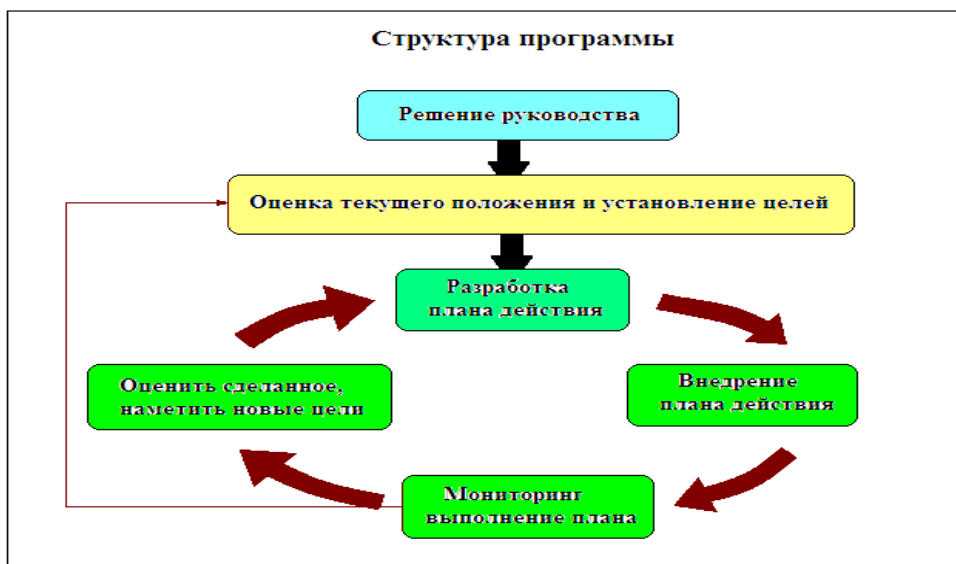 Структура программы
Решение руководства
Оценка текущего положения и установление целей
Разработка
плана действия
Оценить сделанное,
наметить новые цели
Внедрение
плана действия
Мониторинг
выполнение плана